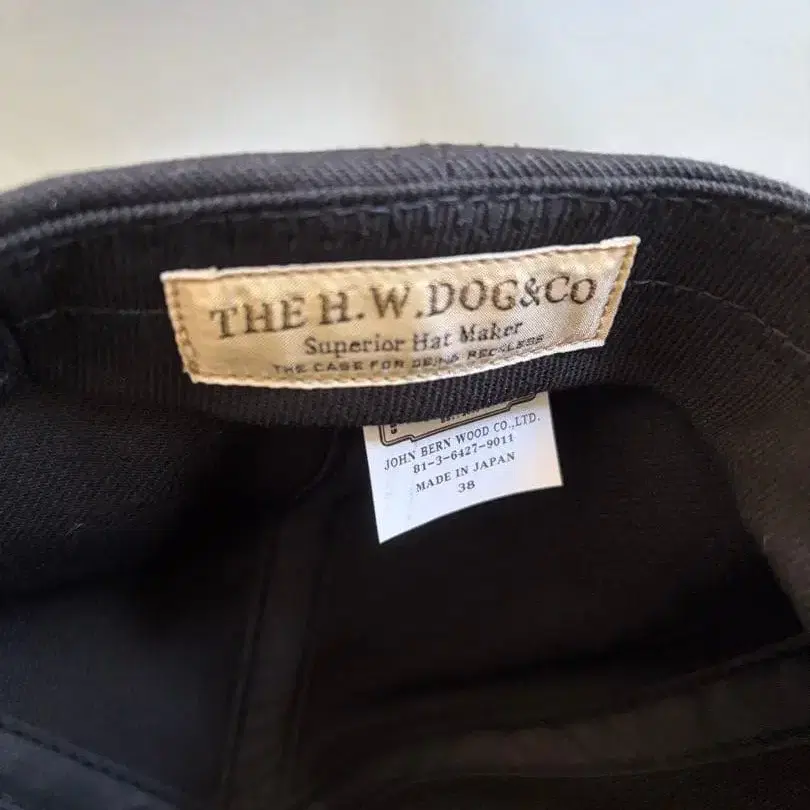 THE H.W.DOG&CO
Superior Hat Maker
THE CASE FOR BEING RECKLESS
JOHN BERN WOOD CO.,LTD.
81-3-6427-9011
MADE IN JAPAN
38